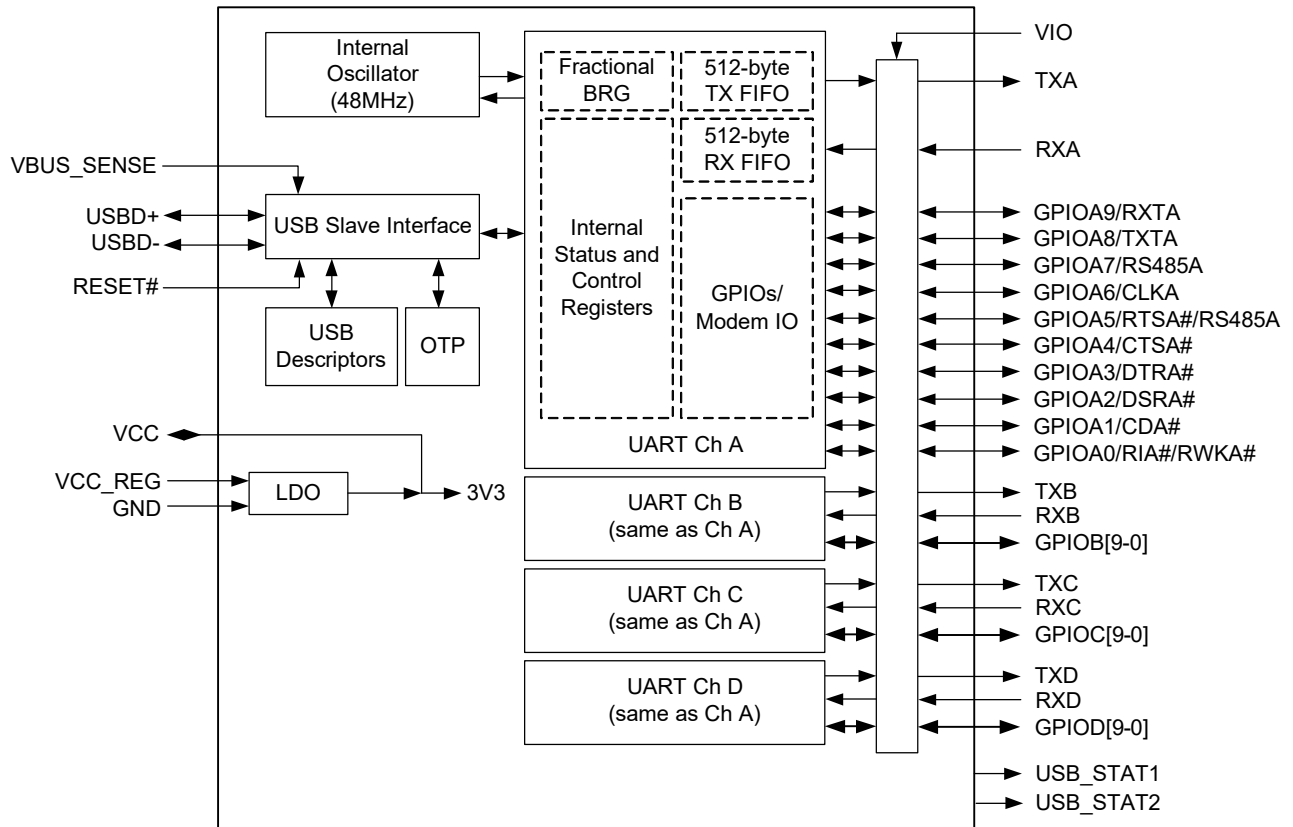 Internal
Oscillator
(48MHz)
VBUS_SENSE
USBD+
USBD-
RESET#
USB Slave Interface
USB
Descriptors
OTP
VCC
VCC_REG
GND
LDO
3V3
Fractional
BRG
512-byte
TX FIFO
512-byte
RX FIFO
Internal
Status and
Control
Registers
GPIOs/
Modem IO
UART Ch A
UART Ch B
(same as Ch A)
UART Ch C
(same as Ch A)
UART Ch D
(same as Ch A)
VIO
TXA
RXA
GPIOA9/RXTA
GPIOA8/TXTA
GPIOA7/RS485A
GPIOA6/CLKA
GPIOA5/RTSA#/RS485A
GPIOA4/CTSA#
GPIOA3/DTRA#
GPIOA2/DSRA#
GPIOA1/CDA#
GPIOA0/RIA#/RWKA#
TXB
RXB
GPIOB[9-0]
TXC
RXC
GPIOC[9-0]
TXD
RXD
GPIOD[9-0]
USB_STAT1
USB_STAT2